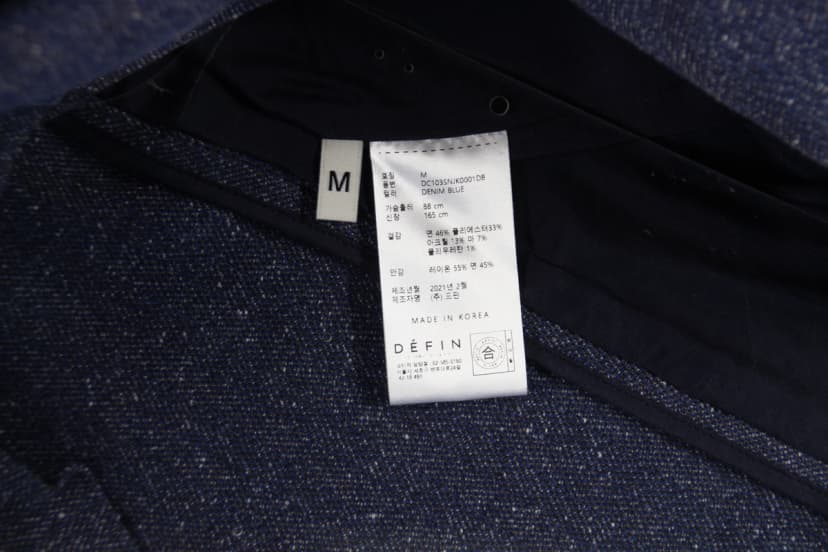 M
호칭 M
품번 DC103SNJK0001DB
컬러 DENIM BLUE
가슴둘레 88 cm
신장 165 cm
겉감 면 46% 폴리에스터33%
아크릴 13% 마 7%
폴리우레탄 1%
안감 레이온 55% 면 45%
제조년월 2021년 2월
제조자명 (주) 드핀
MADE IN KOREA
DÉFIN
合